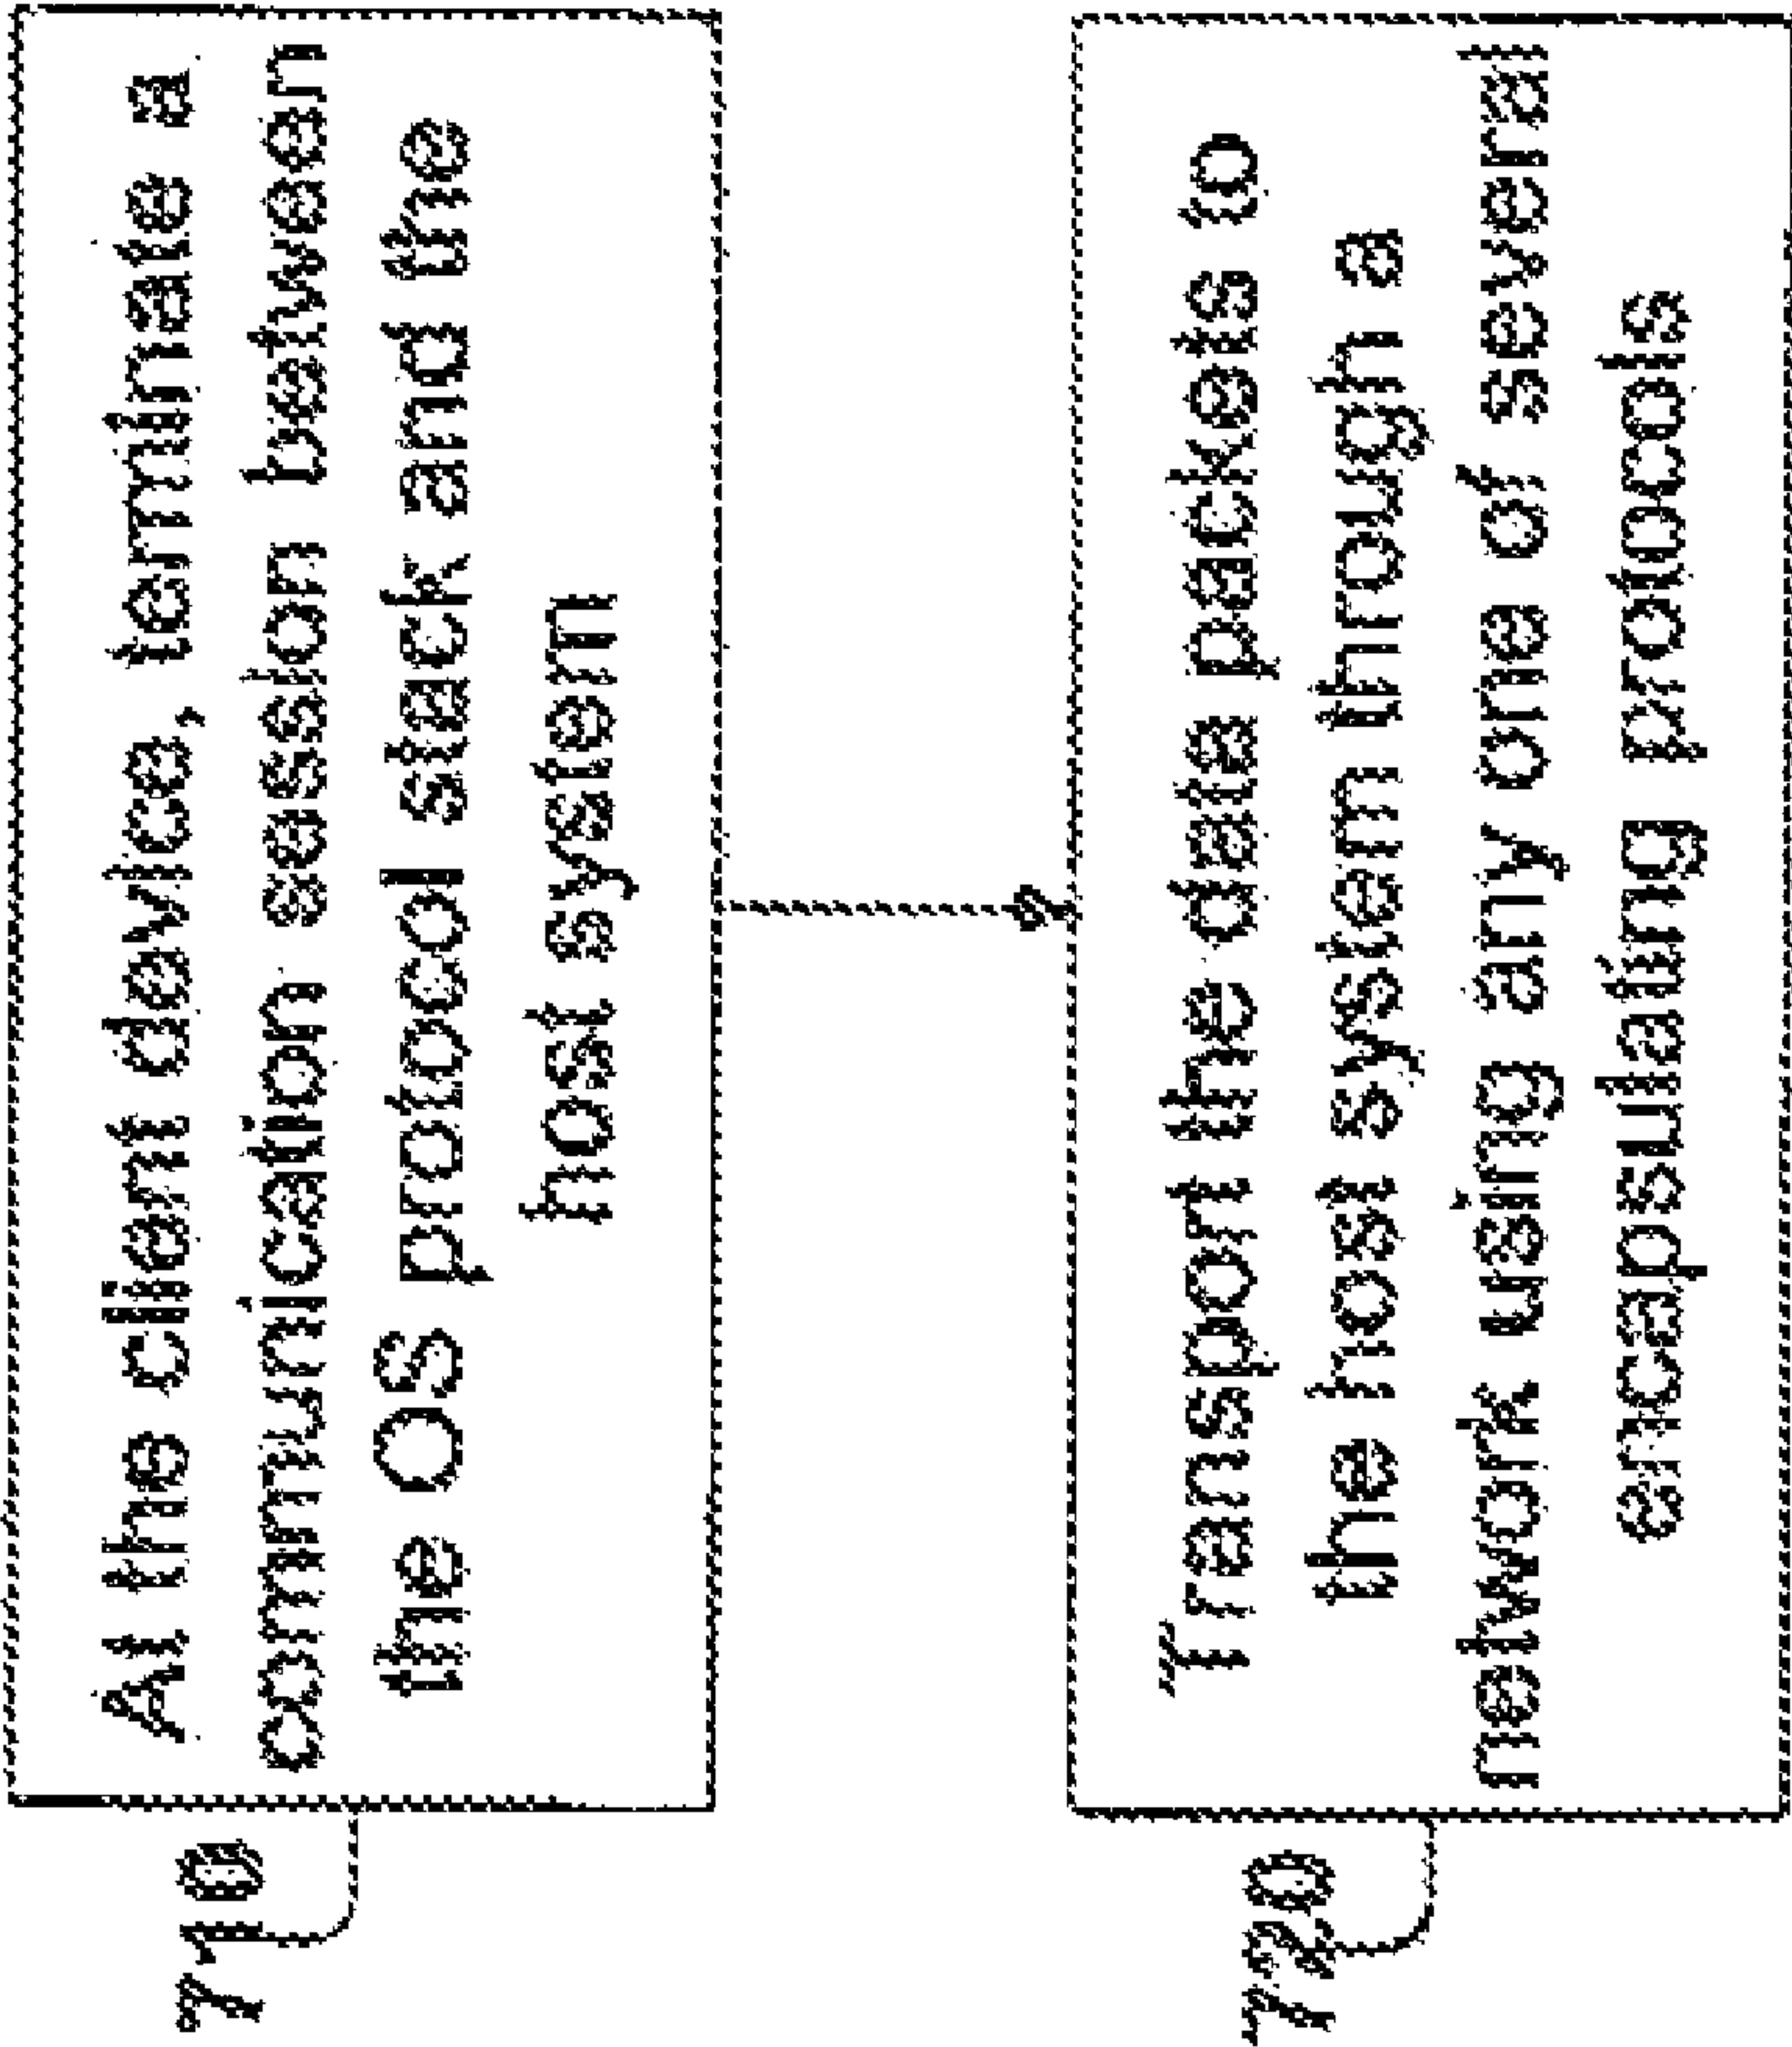 710
At the client device, terminate a
communication session between
the OS protocol stack and the
host system
720
Transport the data packets to
the host system through a
network using any one of several
encapsulating protocols